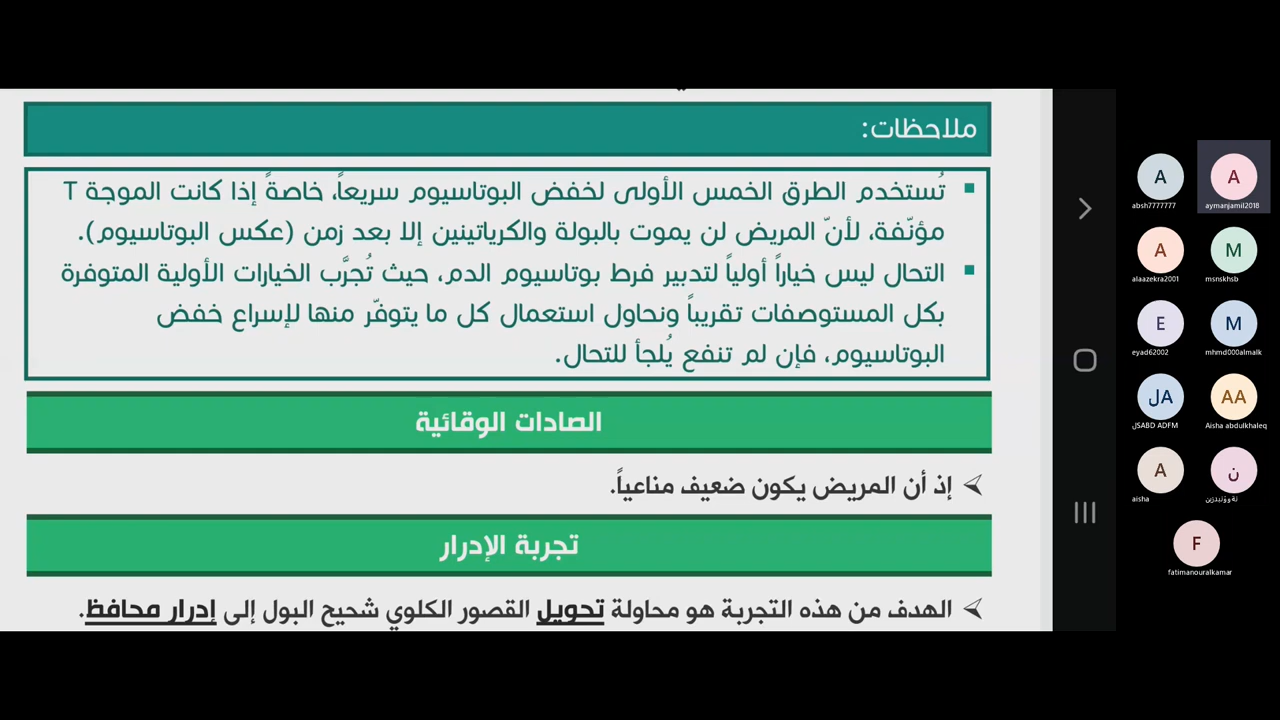 ملاحظات:
تُستخدم الطرق الخمس الأولى لخفض البوتاسيوم سريعاً، خاصةً إذا كانت الموجة T
مؤنّفة، لأنّ المريض لن يموت بالبولة والكرياتينين إلا بعد زمن (عكس البوتاسيوم).
التحال ليس خياراً أولياً لتدبير فرط بوتاسيوم الدم، حيث تُجرَّب الخيارات الأولية المتوفرة
بكل المستوصفات تقريباً ونحاول استعمال كل ما يتوفّر منها لإسراع خفض
البوتاسيوم، فإن لم تنفع يُلجأ للتحال.
الصادات الوقائية
إذ أن المريض يكون ضعيف مناعياً.
تجربة الإدرار
الهدف من هذه التجربة هو محاولة تحويل القصور الكلوي شحيح البول إلى إدرار محافظ.
A
absh7777777
A
aymanjamil2018
A
alaazekra2001
M
msnskhsb
E
eyad62002
M
mhmd000almalk
JA
JSABD ADFM
AA
Aisha abdulkhaleq
A
aisha
ن
F
fatimanouralkamar